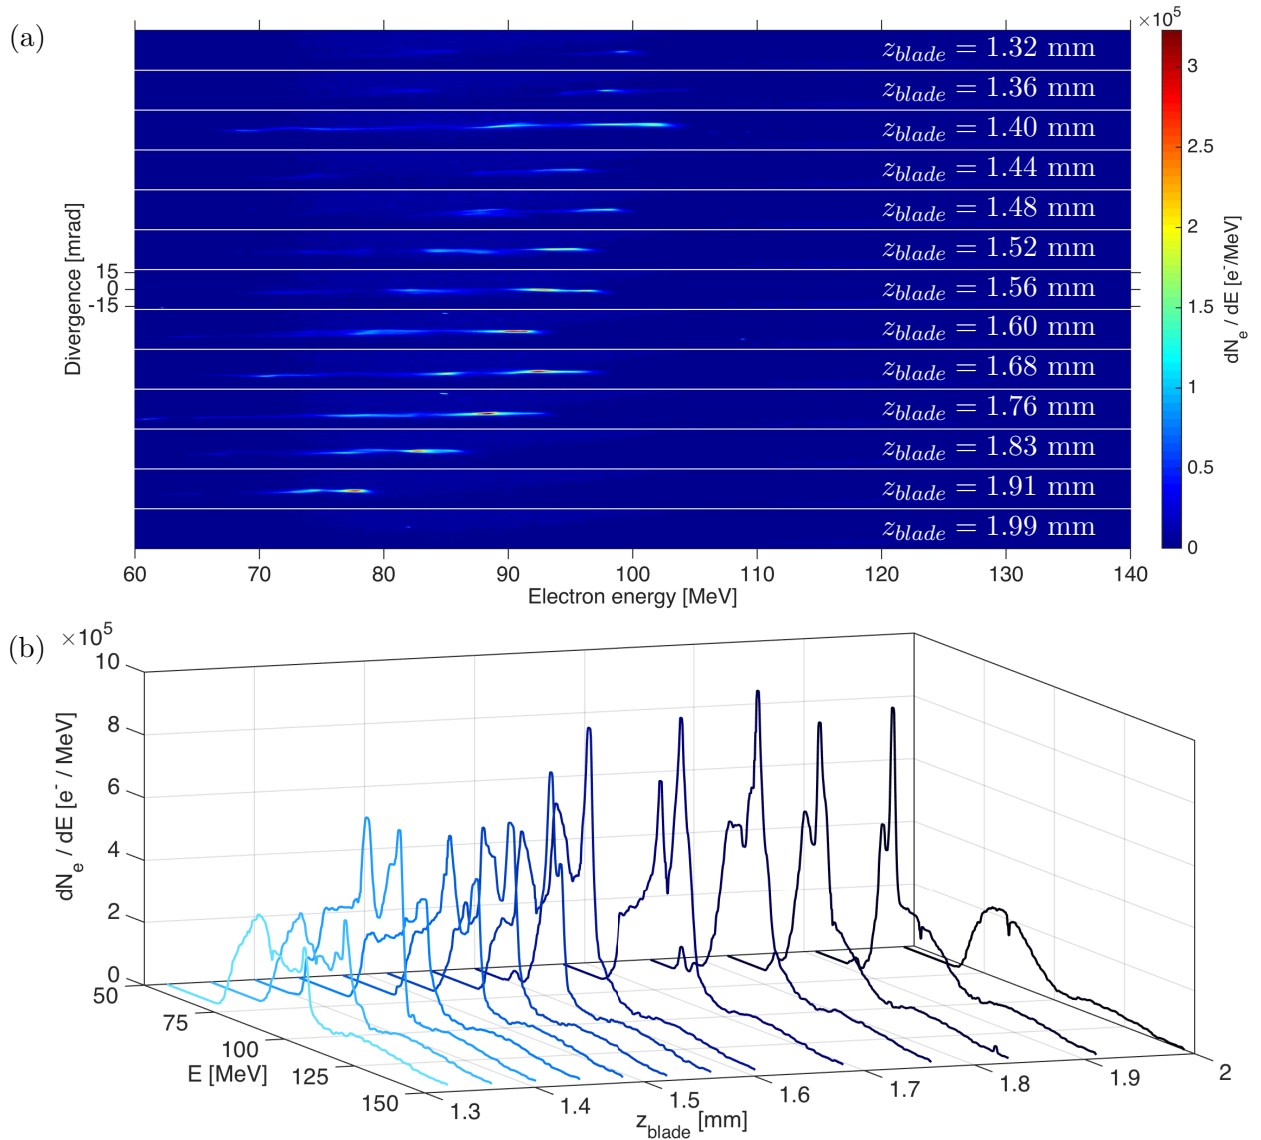 (a)
×10⁵
z_blade = 1.32 mm
z_blade = 1.36 mm
z_blade = 1.40 mm
z_blade = 1.44 mm
z_blade = 1.48 mm
z_blade = 1.52 mm
z_blade = 1.56 mm
z_blade = 1.60 mm
z_blade = 1.68 mm
z_blade = 1.76 mm
z_blade = 1.83 mm
z_blade = 1.91 mm
z_blade = 1.99 mm
Divergence [mrad]
15
0
-15
3
2.5
2
1.5
1
0.5
0
dN_e / dE [e⁻/MeV]
60 70 80 90 100 110 120 130 140
Electron energy [MeV]
(b)
×10⁵
10
8
6
4
2
0
dN_e / dE [e⁻ / MeV]
50
75
100
125
150
E [MeV]
1.3
1.4
1.5
1.6
1.7
1.8
1.9
2
z_blade [mm]